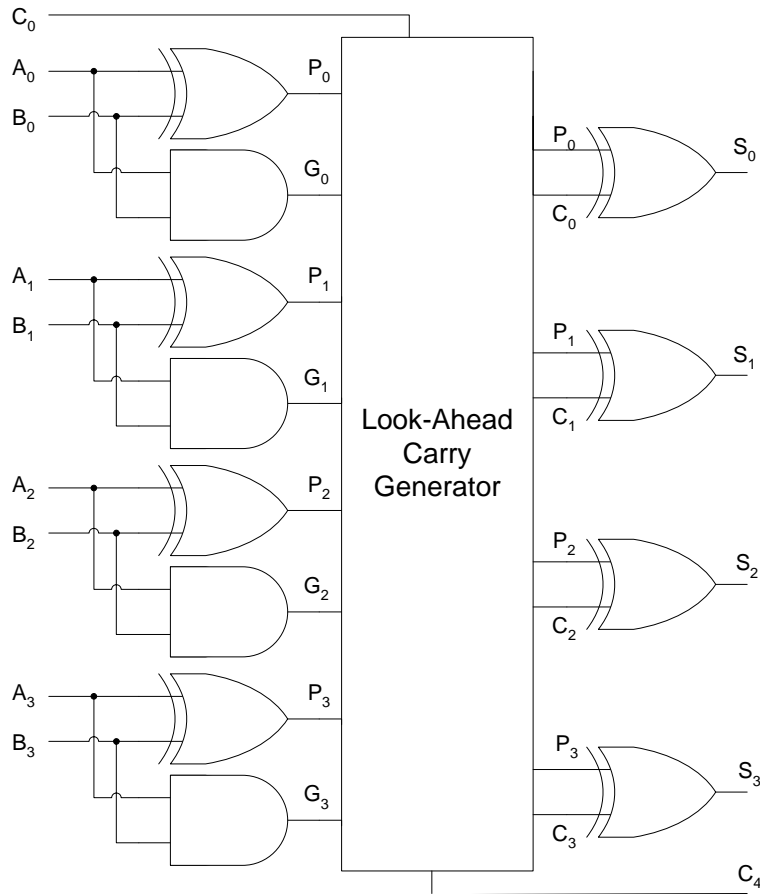 C₀
A₀
B₀
P₀
G₀
P₀
C₀
S₀
A₁
B₁
P₁
G₁
P₁
C₁
S₁
Look-Ahead
Carry
Generator
A₂
B₂
P₂
G₂
P₂
C₂
S₂
A₃
B₃
P₃
G₃
P₃
C₃
S₃
C₄